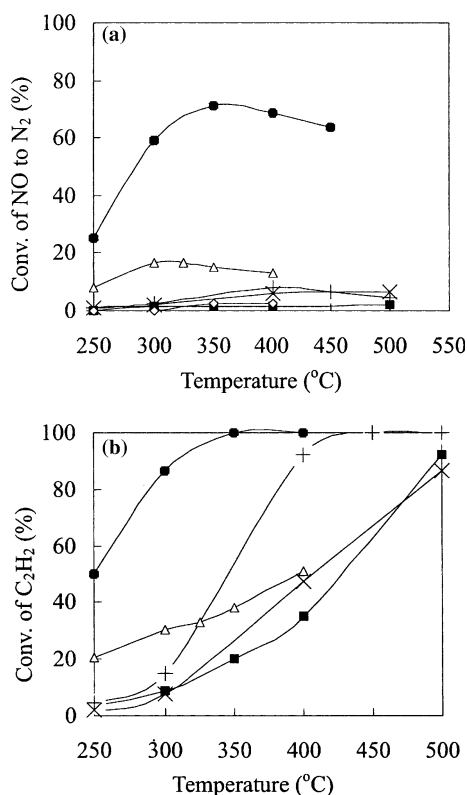 (a)
Conv. of NO to N2 (%)
100
80
60
40
20
0
250 300 350 400 450 500 550
Temperature (°C)
(b)
Conv. of C2H2 (%)
100
80
60
40
20
0
250 300 350 400 450 500
Temperature (°C)